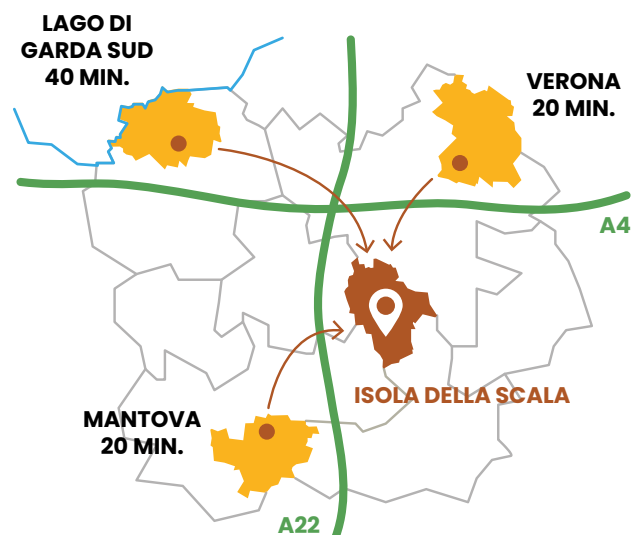 LAGO DI
GARDA SUD
40 MIN.
VERONA
20 MIN.
A4
ISOLA DELLA SCALA
MANTOVA
20 MIN.
A22